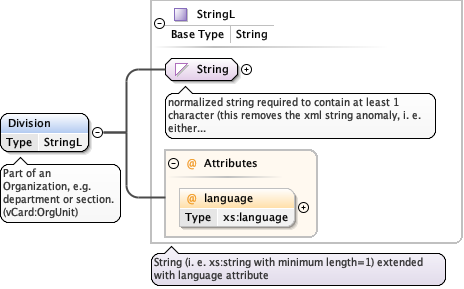 StringL
Base Type String
String
normalized string required to contain at least 1
character (this removes the xml string anomaly, i. e.
either...
Division
Type StringL
Part of an
Organization, e.g.
department or section.
(vCard:OrgUnit)
@ Attributes
@ language
Type xs:language
String (i. e. xs:string with minimum length=1) extended
with language attribute